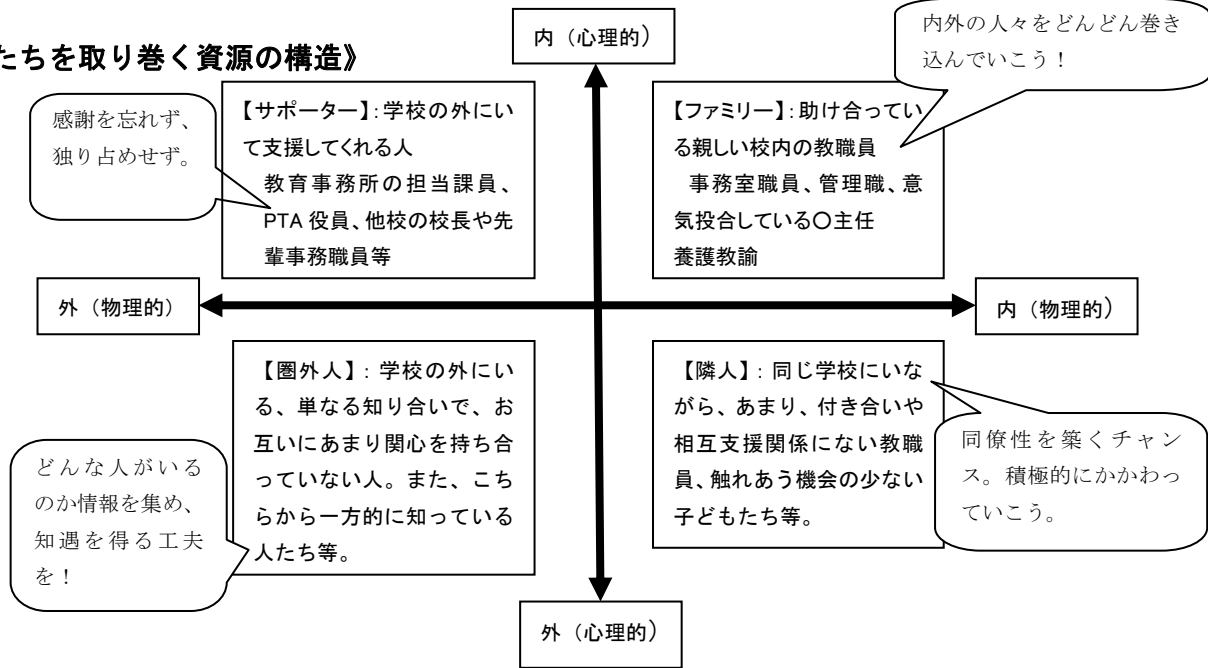 たちを取り巻く資源の構造》
内（心理的）
内外の人々をどんどん巻き
込んでいこう！
感謝を忘れず、
独り占めせず。
【サポーター】：学校の外にい
て支援してくれる人
教育事務所の担当課員、
PTA 役員、他校の校長や先
輩事務職員等
【ファミリー】：助け合ってい
る親しい校内の教職員
事務室職員、管理職、意
気投合している〇主任
養護教諭
外（物理的）
内（物理的）
【圏外人】：学校の外にい
る、単なる知り合いで、お
互いにあまり関心を持ち合
っていない人。また、こち
らから一方的に知っている
人たち等。
どんな人がいる
のか情報を集め、
知遇を得る工夫
を！
【隣人】：同じ学校にいな
がら、あまり、付き合いや
相互支援関係にない教職
員、触れあう機会の少ない
子どもたち等。
同僚性を築くチャン
ス。積極的にかかわっ
ていこう。
外（心理的）